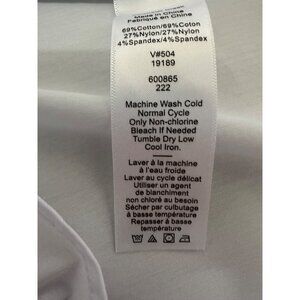 Made in China
Fabriqué en Chine
69%Cotton/69%Coton
27%Nylon/27%Nylon
4%Spandex/4%Spandex
V#504
19189
600865
222
Machine Wash Cold
Normal Cycle
Only Non-chlorine
Bleach If Needed
Tumble Dry Low
Cool Iron.
Laver à la machine
à l'eau froide
au cycle délicat
Utiliser un agent
de blanchiment
non chloré au besoin
Sécher par culbutage
à basse température
Repasser à basse
température